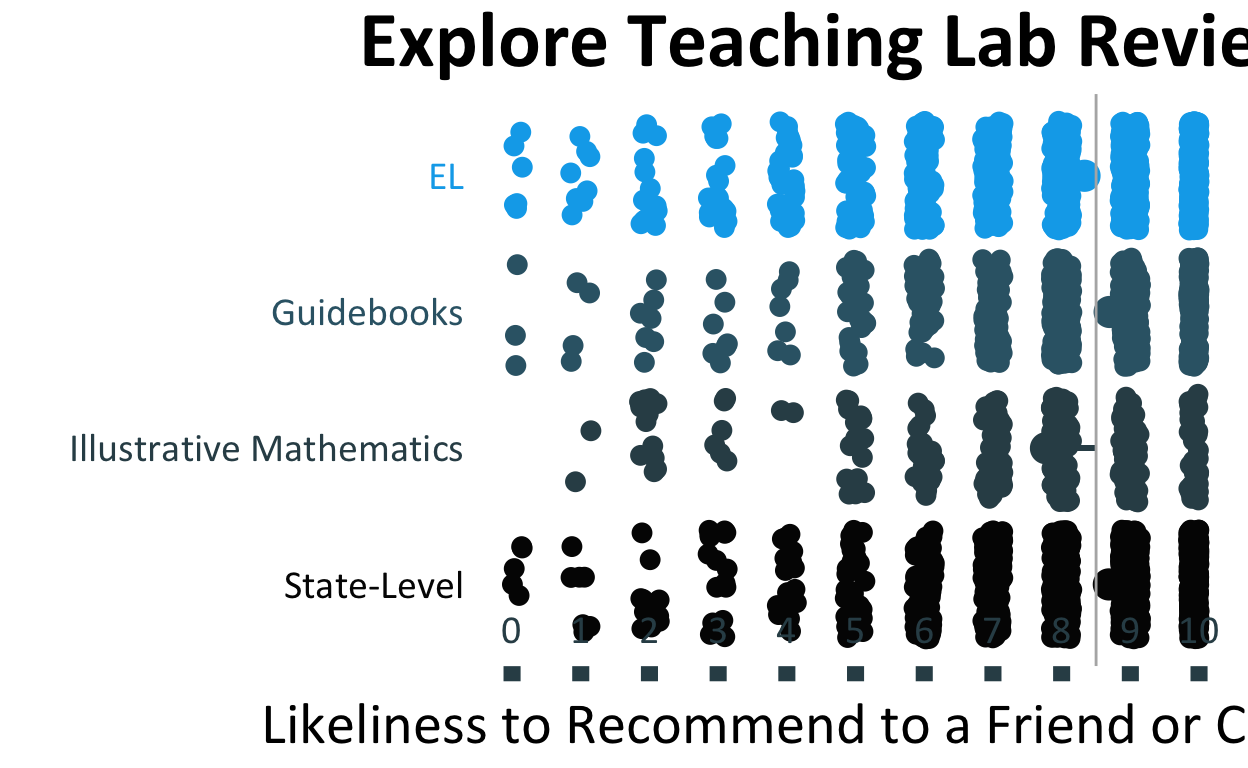 Explore Teaching Lab Revie
EL
Guidebooks
Illustrative Mathematics
State-Level
0 1 2 3 4 5 6 7 8 9 10
Likeliness to Recommend to a Friend or C